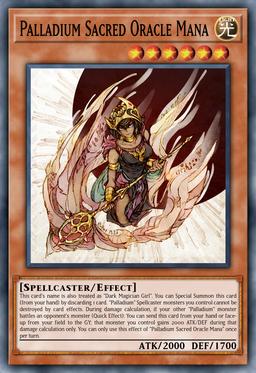 Palladium Sacred Oracle Mana
光
[Spellcaster/Effect]
This card's name is also treated as "Dark Magician Girl". You can Special Summon this card
(from your hand) by discarding 1 card. "Palladium" Spellcaster monsters you control cannot be
destroyed by card effects. During damage calculation, if your other "Palladium" monster
battles an opponent's monster (Quick Effect): You can send this card from your hand or face-
up from your field to the GY; that monster you control gains 2000 ATK/DEF during that
damage calculation only. You can only use this effect of "Palladium Sacred Oracle Mana" once
per turn.
ATK/2000 DEF/1700